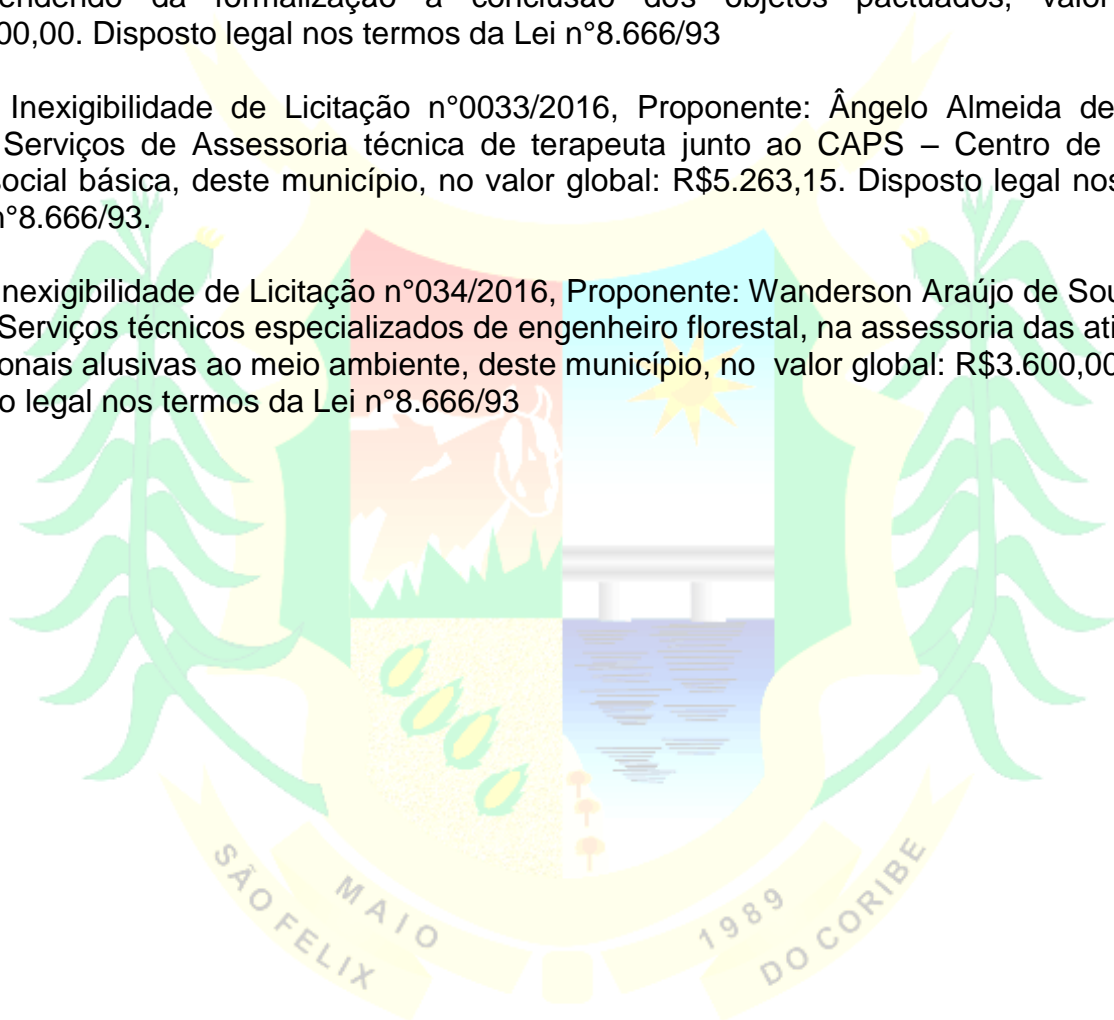 da formalização a conclusão dos objetos pactuados, valor
00,00. Disposto legal nos termos da Lei n°8.666/93
Inexigibilidade de Licitação n°0033/2016, Proponente: Ângelo Almeida de
Serviços de Assessoria técnica de terapeuta junto ao CAPS – Centro de
social básica, deste município, no valor global: R$5.263,15. Disposto legal nos
n°8.666/93.
nexigibilidade de Licitação n°034/2016, Proponente: Wanderson Araújo de Sou
Serviços técnicos especializados de engenheiro florestal, na assessoria das ati
onais alusivas ao meio ambiente, deste município, no valor global: R$3.600,00
o legal nos termos da Lei n°8.666/93
SÃO FELIX
MAIO
1989
DO CORIBE